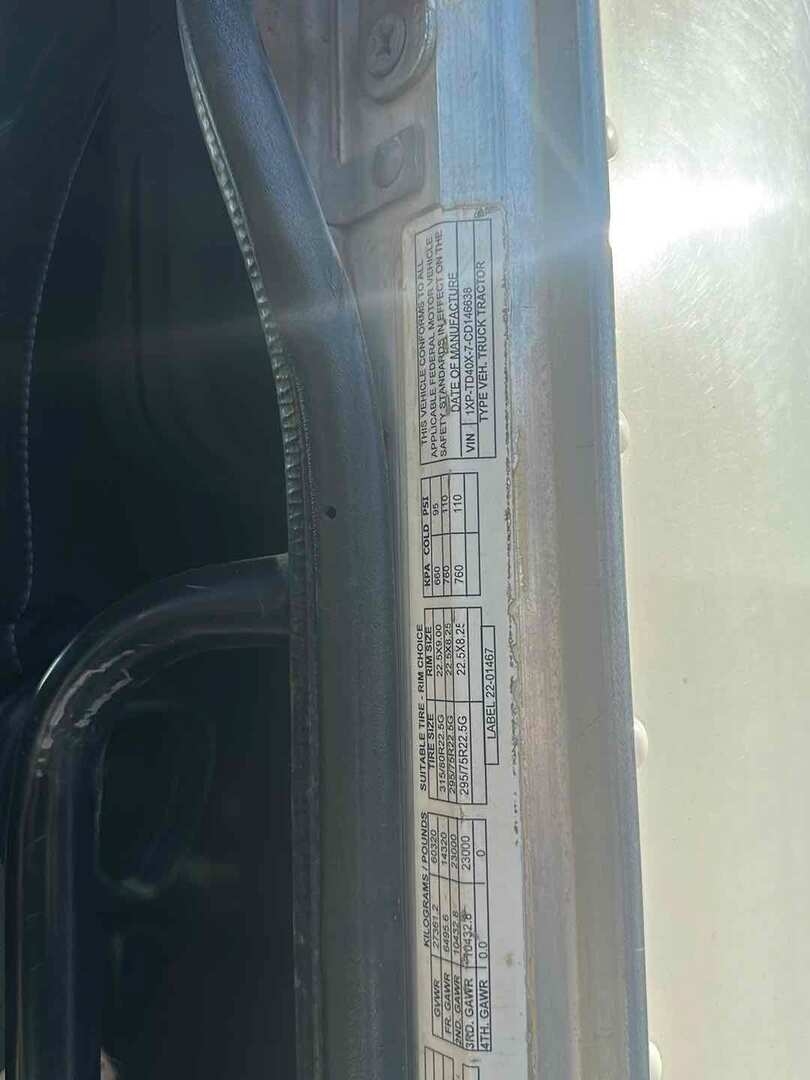 THIS VEHICLE CONFORMS TO ALL
APPLICABLE FEDERAL MOTOR VEHICLE
SAFETY STANDARDS IN EFFECT ON THE
DATE OF MANUFACTURE
VIN 1XP-TD40X-7-CD146638
TYPE VEH. TRUCK TRACTOR
KILOGRAMS / POUNDS
GVWR 27361.2 60320
FR. GAWR 6495.6 14320
2ND. GAWR 10432.8 23000
3RD. GAWR 10432.8 23000
4TH. GAWR 0.0 0
SUITABLE TIRE - RIM CHOICE
TIRE SIZE RIM SIZE
315/80R22.5G 22.5X9.00
295/75R22.5G 22.5X8.25
295/75R22.5G 22.5X8.25
LABEL 22-01467
KPA COLD PSI
660 95
760 110
760 110